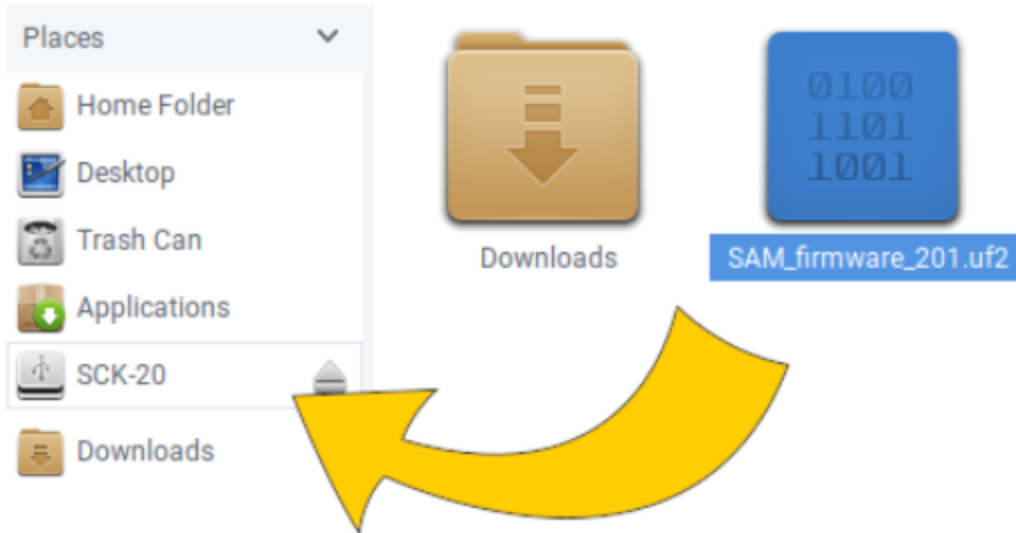 Places
Home Folder
Desktop
Trash Can
Applications
SCK-20
Downloads
0100
1101
1001
Downloads
SAM_firmware_201.uf2